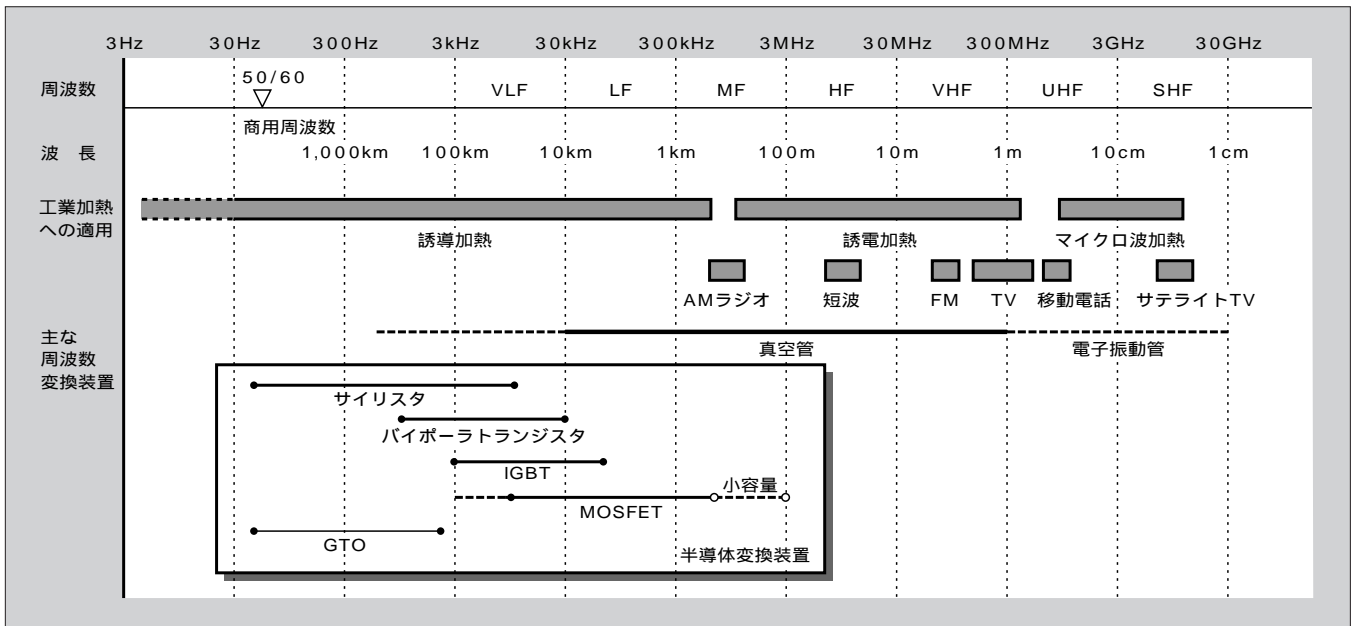 3Hz 30Hz 300Hz 3kHz 30kHz 300kHz 3MHz 30MHz 300MHz 3GHz 30GHz
周波数 50/60 VLF LF MF HF VHF UHF SHF
商用周波数
波 長 1,000km 100km 10km 1km 100m 10m 1m 10cm 1cm
工業加熱
への適用
誘導加熱 誘電加熱 マイクロ波加熱
AMラジオ 短波 FM TV 移動電話 サテライトTV
主な
周波数
変換装置
真空管 電子振動管
サイリスタ
バイポーラトランジスタ
IGBT
小容量
MOSFET
GTO
半導体変換装置